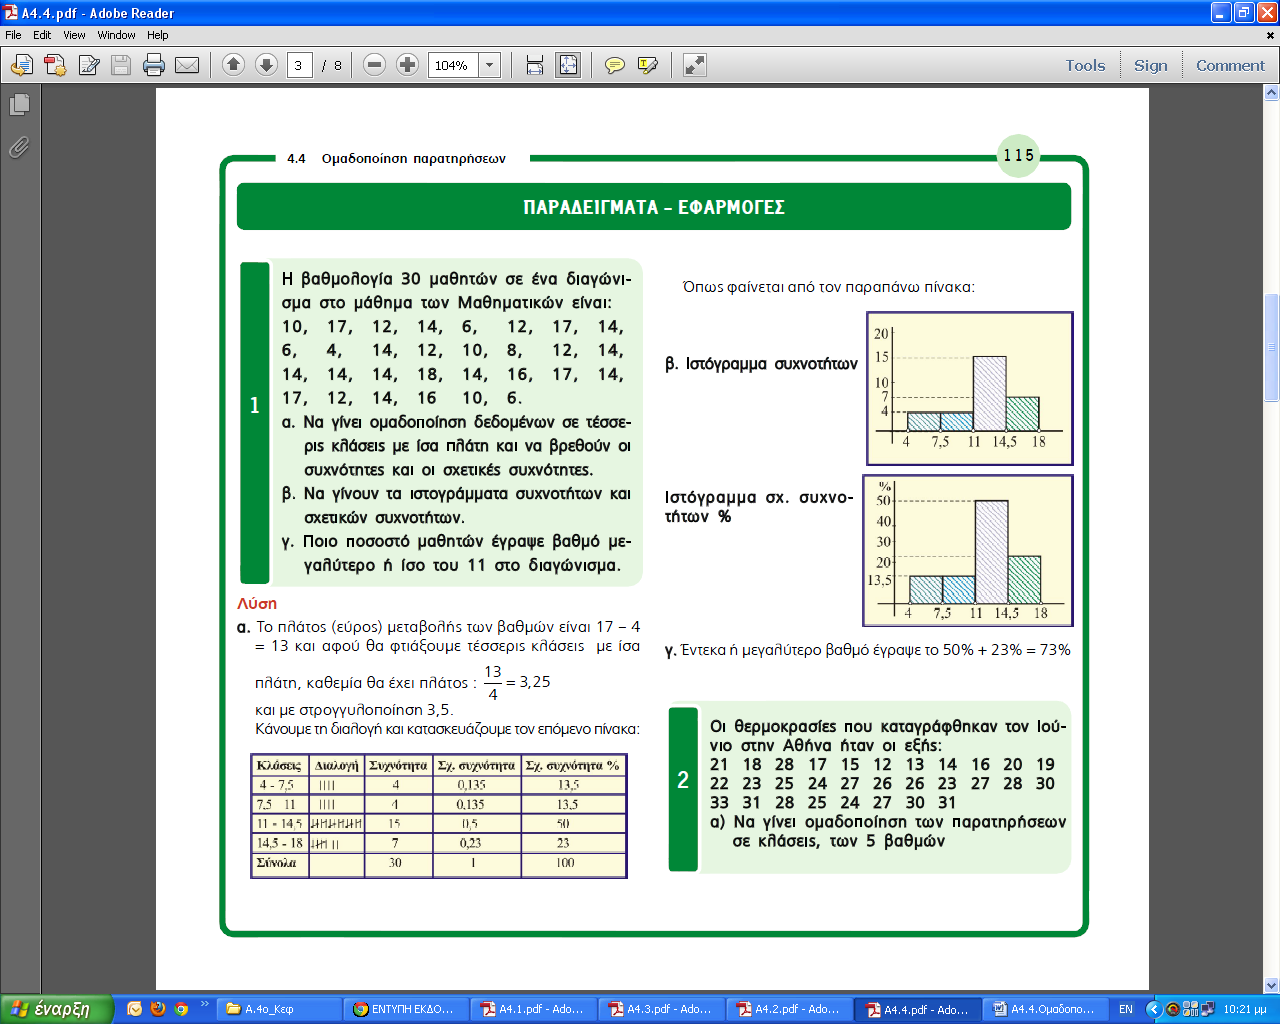 A4.4.pdf - Adobe Reader
File Edit View Window Help
3 / 8 104% Tools Sign Comment
4.4 Ομαδοποίηση παρατηρήσεων 115
ΠΑΡΑΔΕΙΓΜΑΤΑ – ΕΦΑΡΜΟΓΕΣ
1
Η βαθμολογία 30 μαθητών σε ένα διαγώνι-
σμα στο μάθημα των Μαθηματικών είναι:
10, 17, 12, 14, 6, 12, 17, 14,
6, 4, 14, 12, 10, 8, 12, 14,
14, 14, 14, 18, 14, 16, 17, 14,
17, 12, 14, 16 10, 6.
α. Να γίνει ομαδοποίηση δεδομένων σε τέσσε-
ρις κλάσεις με ίσα πλάτη και να βρεθούν οι
συχνότητες και οι σχετικές συχνότητες.
β. Να γίνουν τα ιστογράμματα συχνοτήτων και
σχετικών συχνοτήτων.
γ. Ποιο ποσοστό μαθητών έγραψε βαθμό με-
γαλύτερο ή ίσο του 11 στο διαγώνισμα.
Λύση
α. Το πλάτος (εύρος) μεταβολής των βαθμών είναι 17 – 4
= 13 και αφού θα φτιάξουμε τέσσερις κλάσεις με ίσα
πλάτη, καθεμία θα έχει πλάτος : 13/4 = 3,25
και με στρογγυλοποίηση 3,5.
Κάνουμε τη διαλογή και κατασκευάζουμε τον επόμενο πίνακα:
Κλάσεις Διαλογή Συχνότητα Σχ. συχνότητα Σχ. συχνότητα %
4 - 7,5 |||| 4 0,135 13,5
7,5 11 |||| 4 0,135 13,5
11 - 14,5 15 0,5 50
14,5 - 18 7 0,23 23
Σύνολα 30 1 100
Όπως φαίνεται από τον παραπάνω πίνακα:
β. Ιστόγραμμα συχνοτήτων
20
15
10
7
4
4 7,5 11 14,5 18
Ιστόγραμμα σχ. συχνο-
τήτων %
%
50
40
30
20
13,5
4 7,5 11 14,5 18
γ. Έντεκα ή μεγαλύτερο βαθμό έγραψε το 50% + 23% = 73%
2
Οι θερμοκρασίες που καταγράφθηκαν τον Ιού-
νιο στην Αθήνα ήταν οι εξής:
21 18 28 17 15 12 13 14 16 20 19
22 23 25 24 27 26 26 23 27 28 30
33 31 28 25 24 27 30 31
α) Να γίνει ομαδοποίηση των παρατηρήσεων
σε κλάσεις, των 5 βαθμών
έναρξη A.4o_Κεφ ΕΝΤΥΠΗ ΕΚΔΟ... A4.1.pdf - Ado... A4.3.pdf - Ado... A4.2.pdf - Ado... A4.4.pdf - Ado... A4.4.Ομαδοπο... EN 10:21 μμ